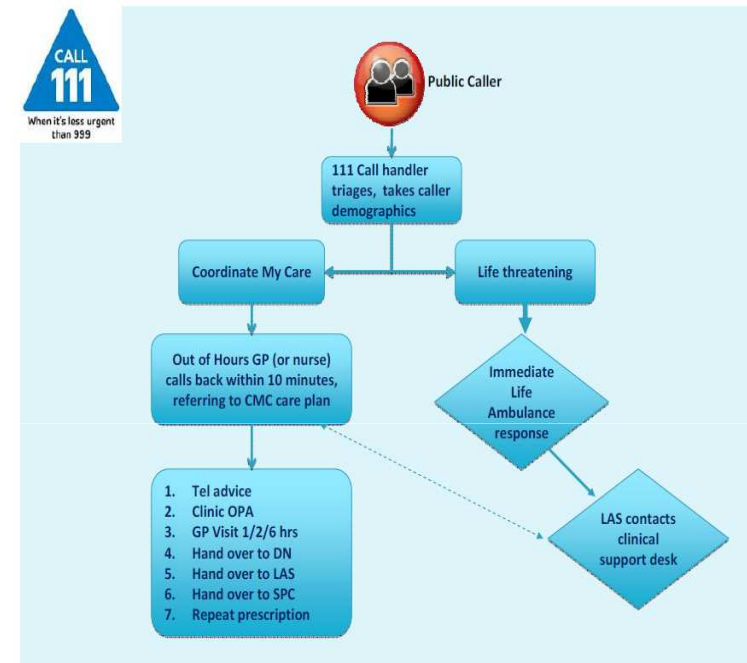 CALL
111
When it's less urgent
than 999
Public Caller
111 Call handler
triages, takes caller
demographics
Coordinate My Care
Life threatening
Out of Hours GP (or nurse)
calls back within 10 minutes,
referring to CMC care plan
Immediate
Life
Ambulance
response
1. Tel advice
2. Clinic OPA
3. GP Visit 1/2/6 hrs
4. Hand over to DN
5. Hand over to LAS
6. Hand over to SPC
7. Repeat prescription
LAS contacts
clinical
support desk